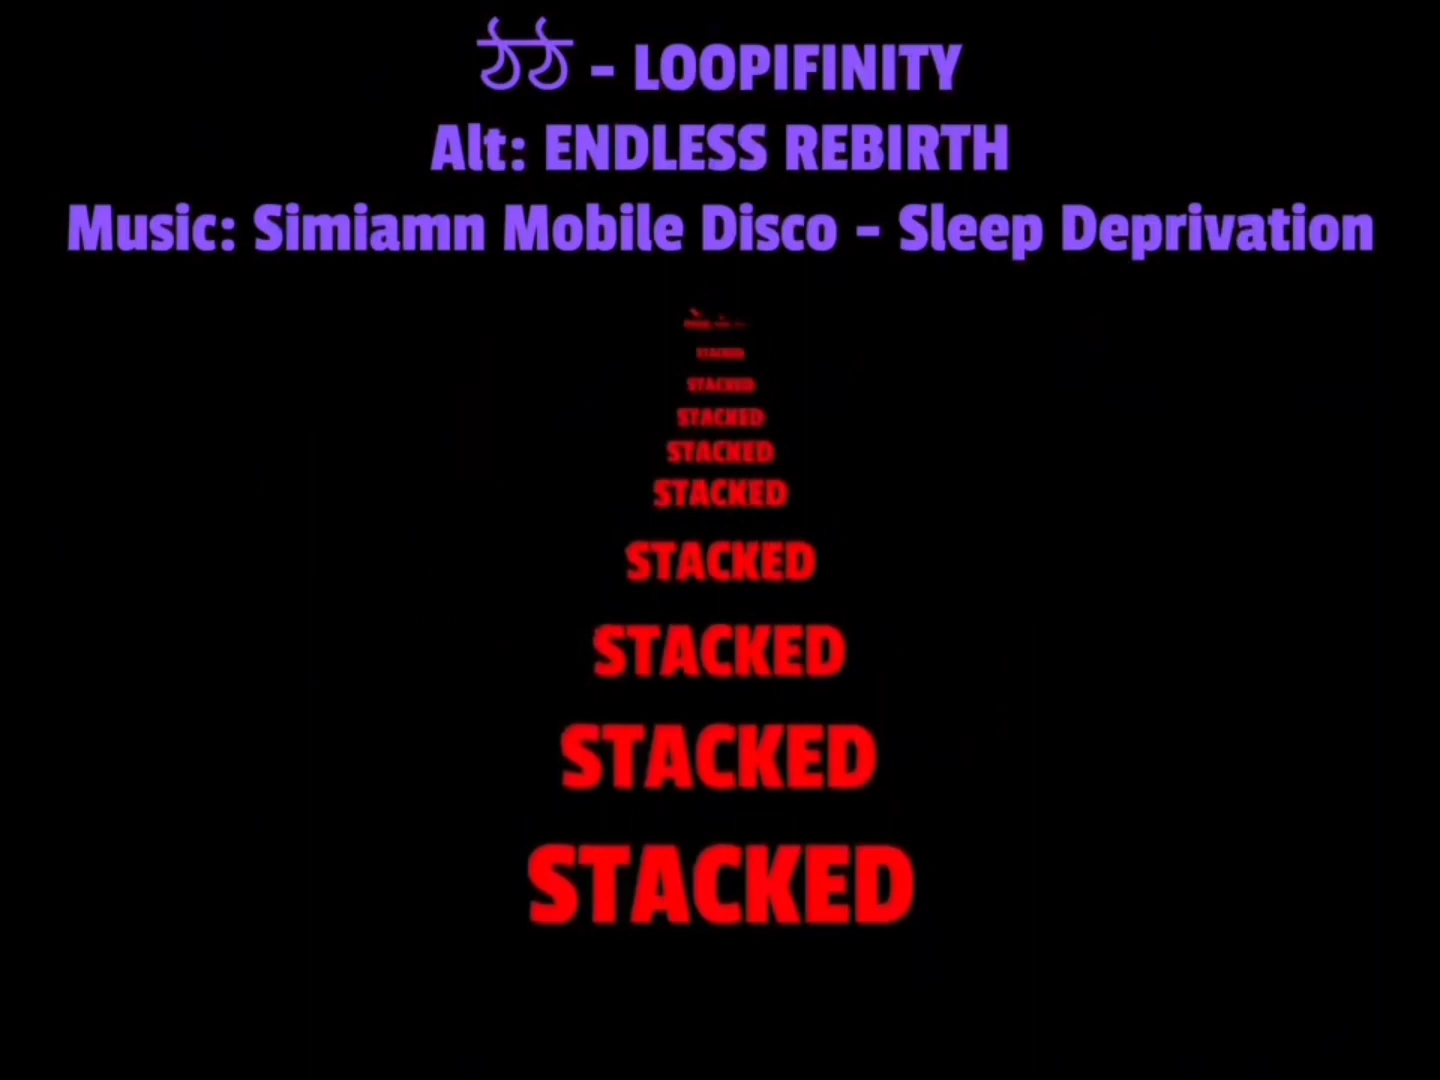 - LOOPIFINITY
Alt: ENDLESS REBIRTH
Music: Simiamn Mobile Disco - Sleep Deprivation
STACKED
STACKED
STACKED
STACKED
STACKED
STACKED
STACKED
STACKED
STACKED